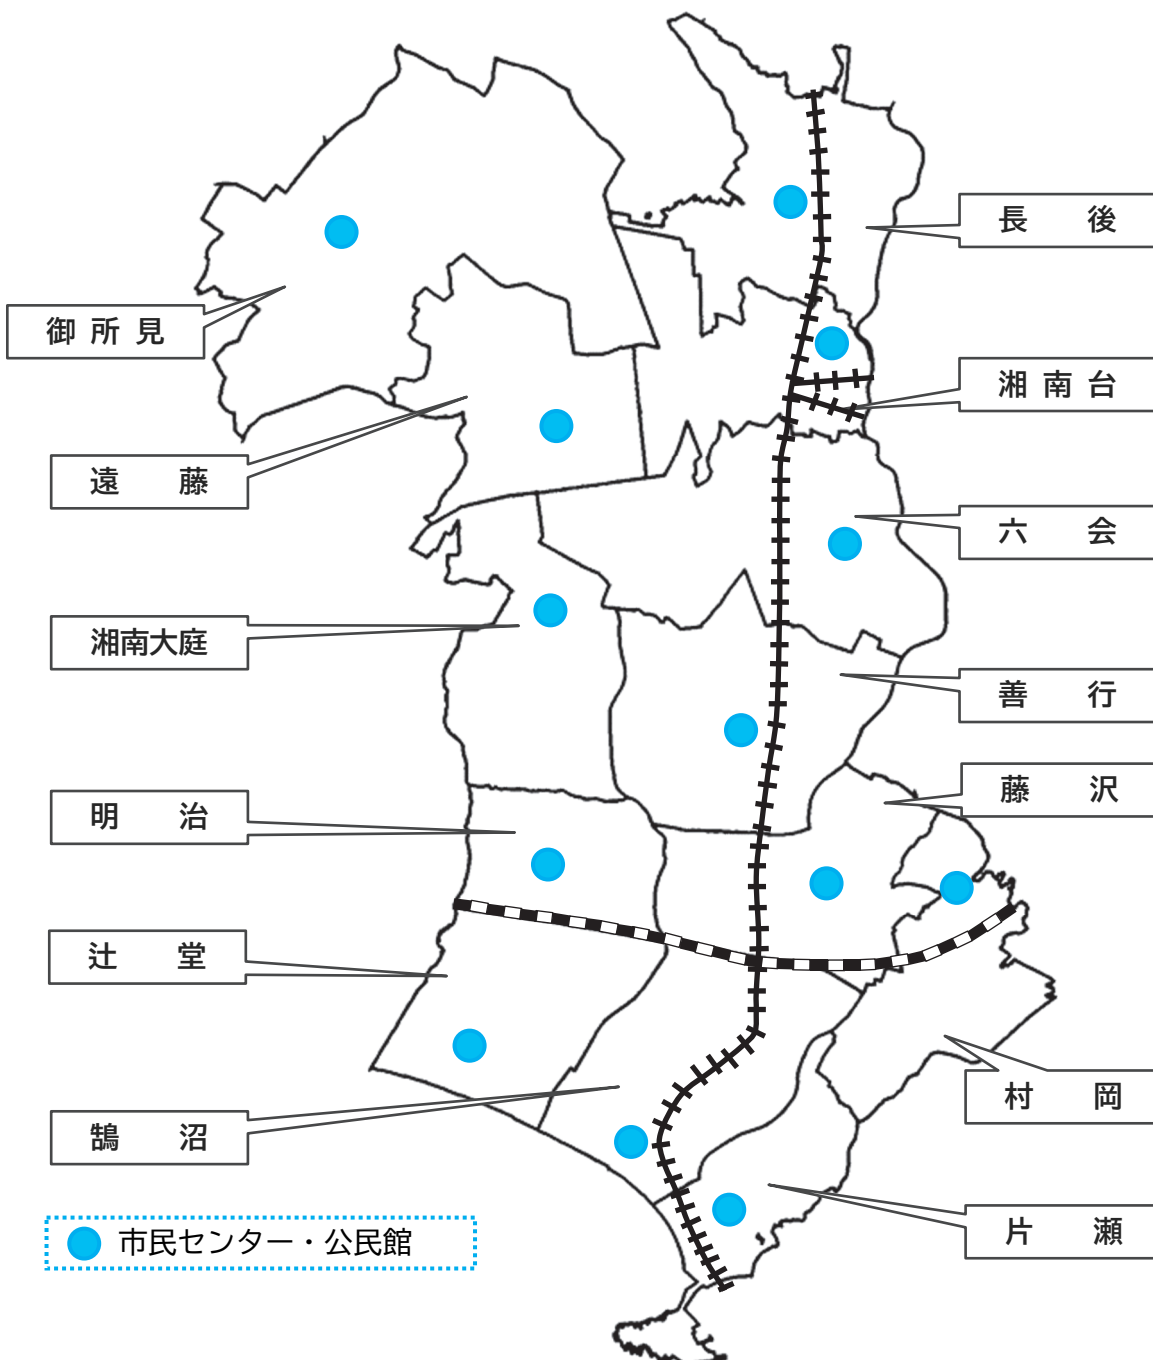 長後
御所見
湘南台
遠藤
六会
湘南大庭
善行
藤沢
明治
辻堂
村岡
鵠沼
片瀬
市民センター・公民館